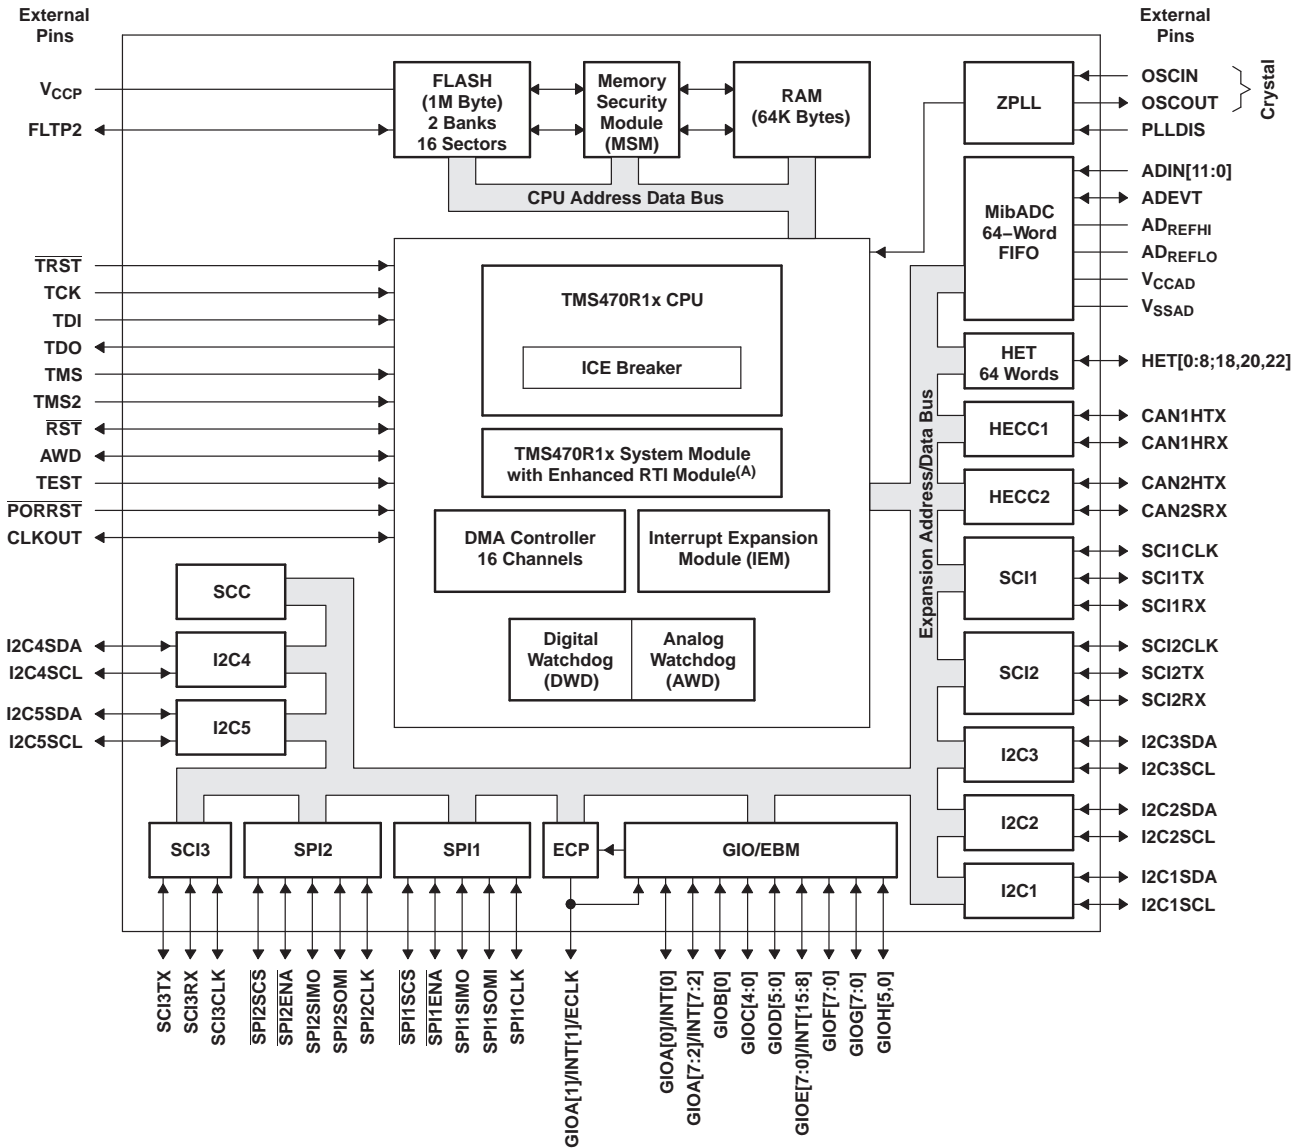 External
Pins
External
Pins
VCCP
FLTP2
FLASH
(1M Byte)
2 Banks
16 Sectors
Memory
Security
Module
(MSM)
RAM
(64K Bytes)
CPU Address Data Bus
ZPLL
OSCIN
OSCOUT
PLLDIS
Crystal
MibADC
64–Word
FIFO
ADIN[11:0]
ADEVT
ADREFHI
ADREFLO
VCCAD
VSSAD
TRST
TCK
TDI
TDO
TMS
TMS2
RST
AWD
TEST
PORRST
CLKOUT
TMS470R1x CPU
ICE Breaker
TMS470R1x System Module
with Enhanced RTI Module(A)
DMA Controller
16 Channels
Interrupt Expansion
Module (IEM)
Digital
Watchdog
(DWD)
Analog
Watchdog
(AWD)
Expansion Address/Data Bus
HET
64 Words
HET[0:8;18,20,22]
HECC1
CAN1HTX
CAN1HRX
HECC2
CAN2HTX
CAN2SRX
SCI1
SCI1CLK
SCI1TX
SCI1RX
SCI2
SCI2CLK
SCI2TX
SCI2RX
I2C3
I2C3SDA
I2C3SCL
I2C2
I2C2SDA
I2C2SCL
I2C1
I2C1SDA
I2C1SCL
SCC
I2C4SDA
I2C4SCL
I2C4
I2C5SDA
I2C5SCL
I2C5
SCI3
SPI2
SPI1
ECP
GIO/EBM
SCI3TX
SCI3RX
SCI3CLK
SPI2SCS
SPI2ENA
SPI2SIMO
SPI2SOMI
SPI2CLK
SPI1SCS
SPI1ENA
SPI1SIMO
SPI1SOMI
SPI1CLK
GIOA[1]/INT[1]/ECLK
GIOA[0]/INT[0]
GIOA[7:2]/INT[7:2]
GIOB[0]
GIOC[4:0]
GIOD[5:0]
GIOE[7:0]/INT[15:8]
GIOF[7:0]
GIOG[7:0]
GIOH[5,0]